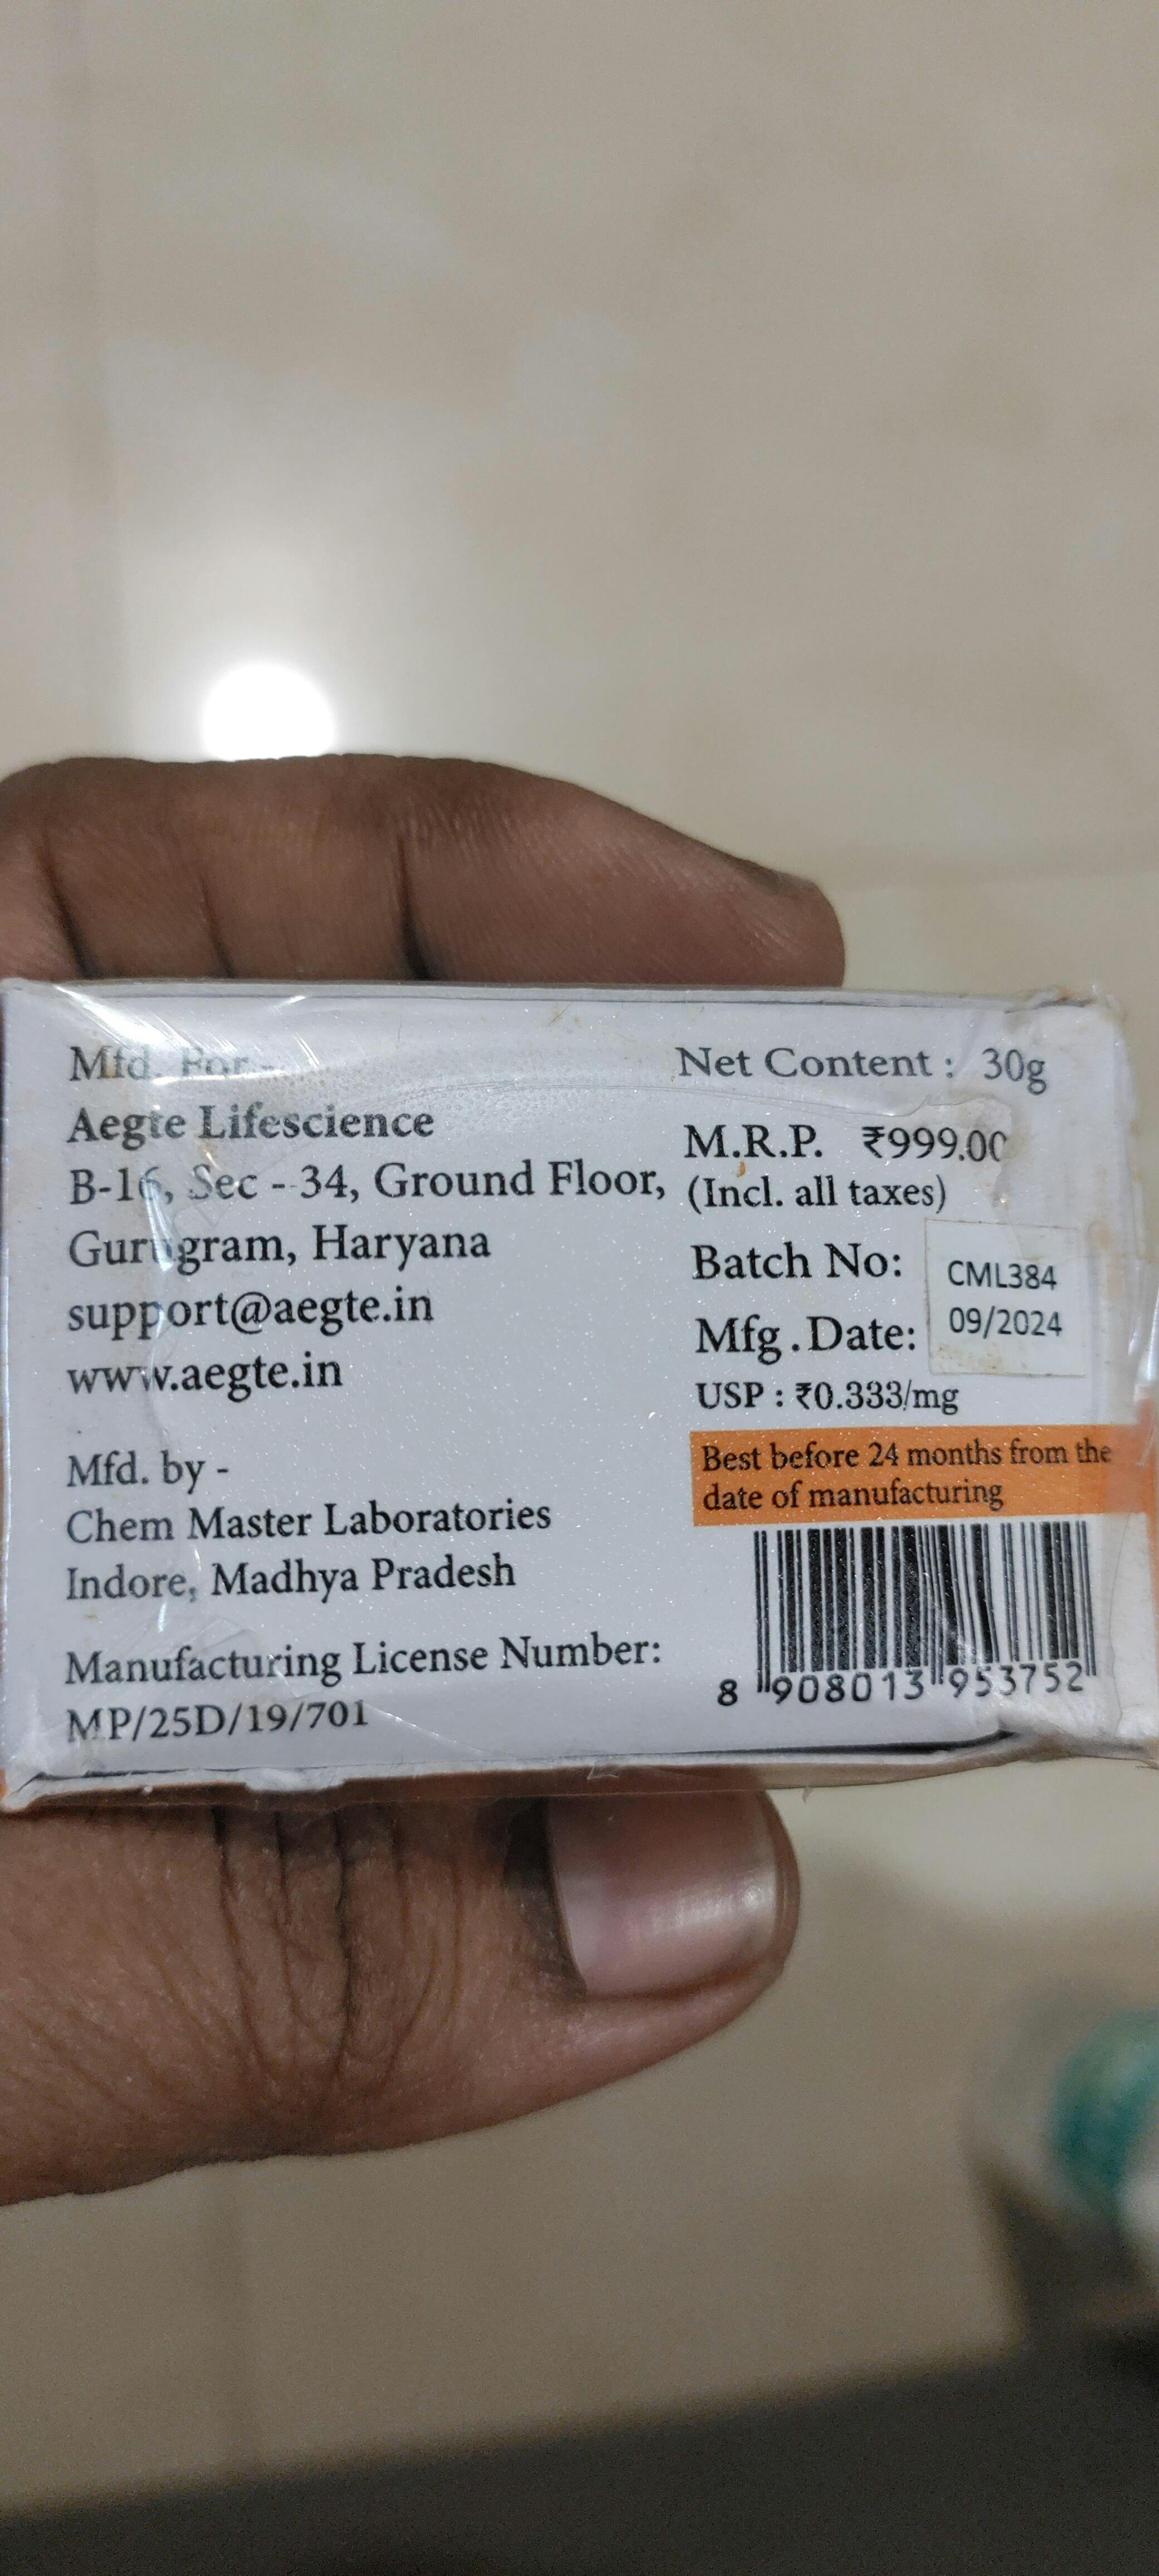 Mfd. For -
Aegte Lifescience
B-16, Sec - 34, Ground Floor,
Gurugram, Haryana
support@aegte.in
www.aegte.in
Mfd. by -
Chem Master Laboratories
Indore, Madhya Pradesh
Manufacturing License Number:
MP/25D/19/701
Net Content : 30g
M.R.P. ₹999.00
(Incl. all taxes)
Batch No: CML384
Mfg.Date: 09/2024
USP : ₹0.333/mg
Best before 24 months from the
date of manufacturing
8 908013 953752